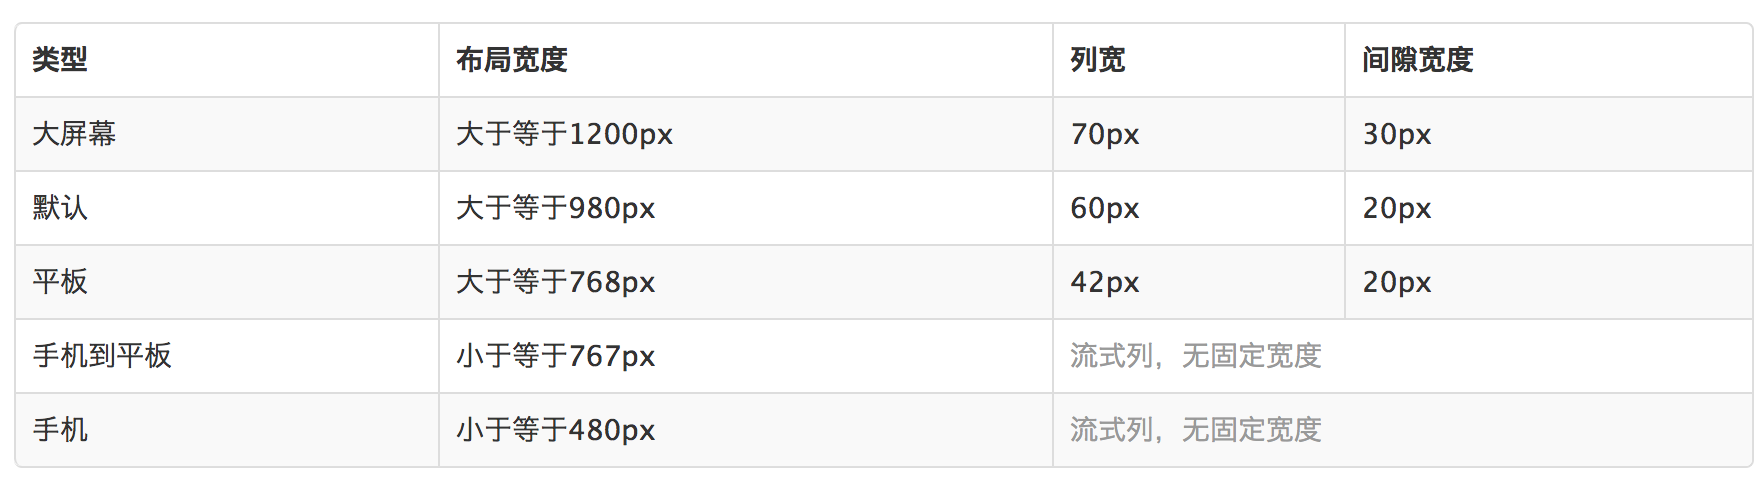 类型 布局宽度 列宽 间隙宽度
大屏幕 大于等于1200px 70px 30px
默认 大于等于980px 60px 20px
平板 大于等于768px 42px 20px
手机到平板 小于等于767px 流式列，无固定宽度
手机 小于等于480px 流式列，无固定宽度